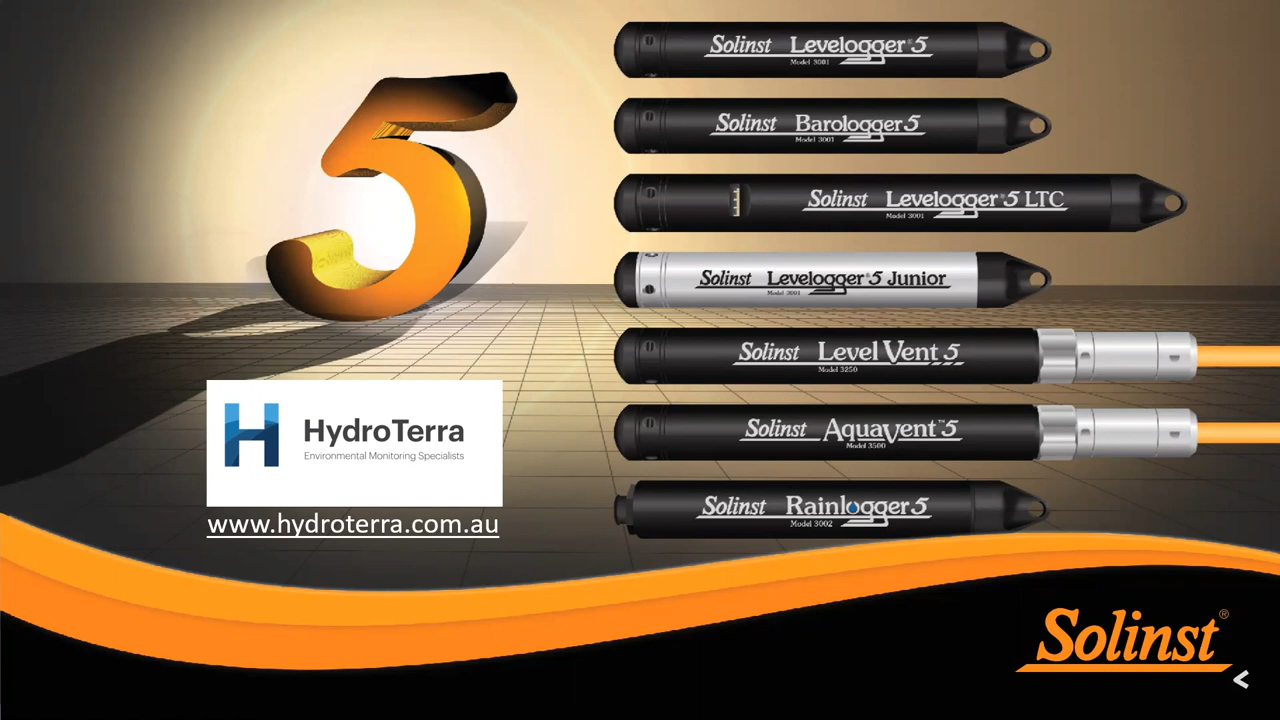 5
Solinst Levelogger® 5
Model 3001
Solinst Barologger 5
Model 3001
Solinst Levelogger® 5 LTC
Model 3001
Solinst Levelogger® 5 Junior
Model 3001
Solinst LevelVent 5
Model 3250
Solinst AquaVent™ 5
Model 3500
Solinst Rainlogger 5
Model 3002
H HydroTerra
Environmental Monitoring Specialists
www.hydroterra.com.au
Solinst®